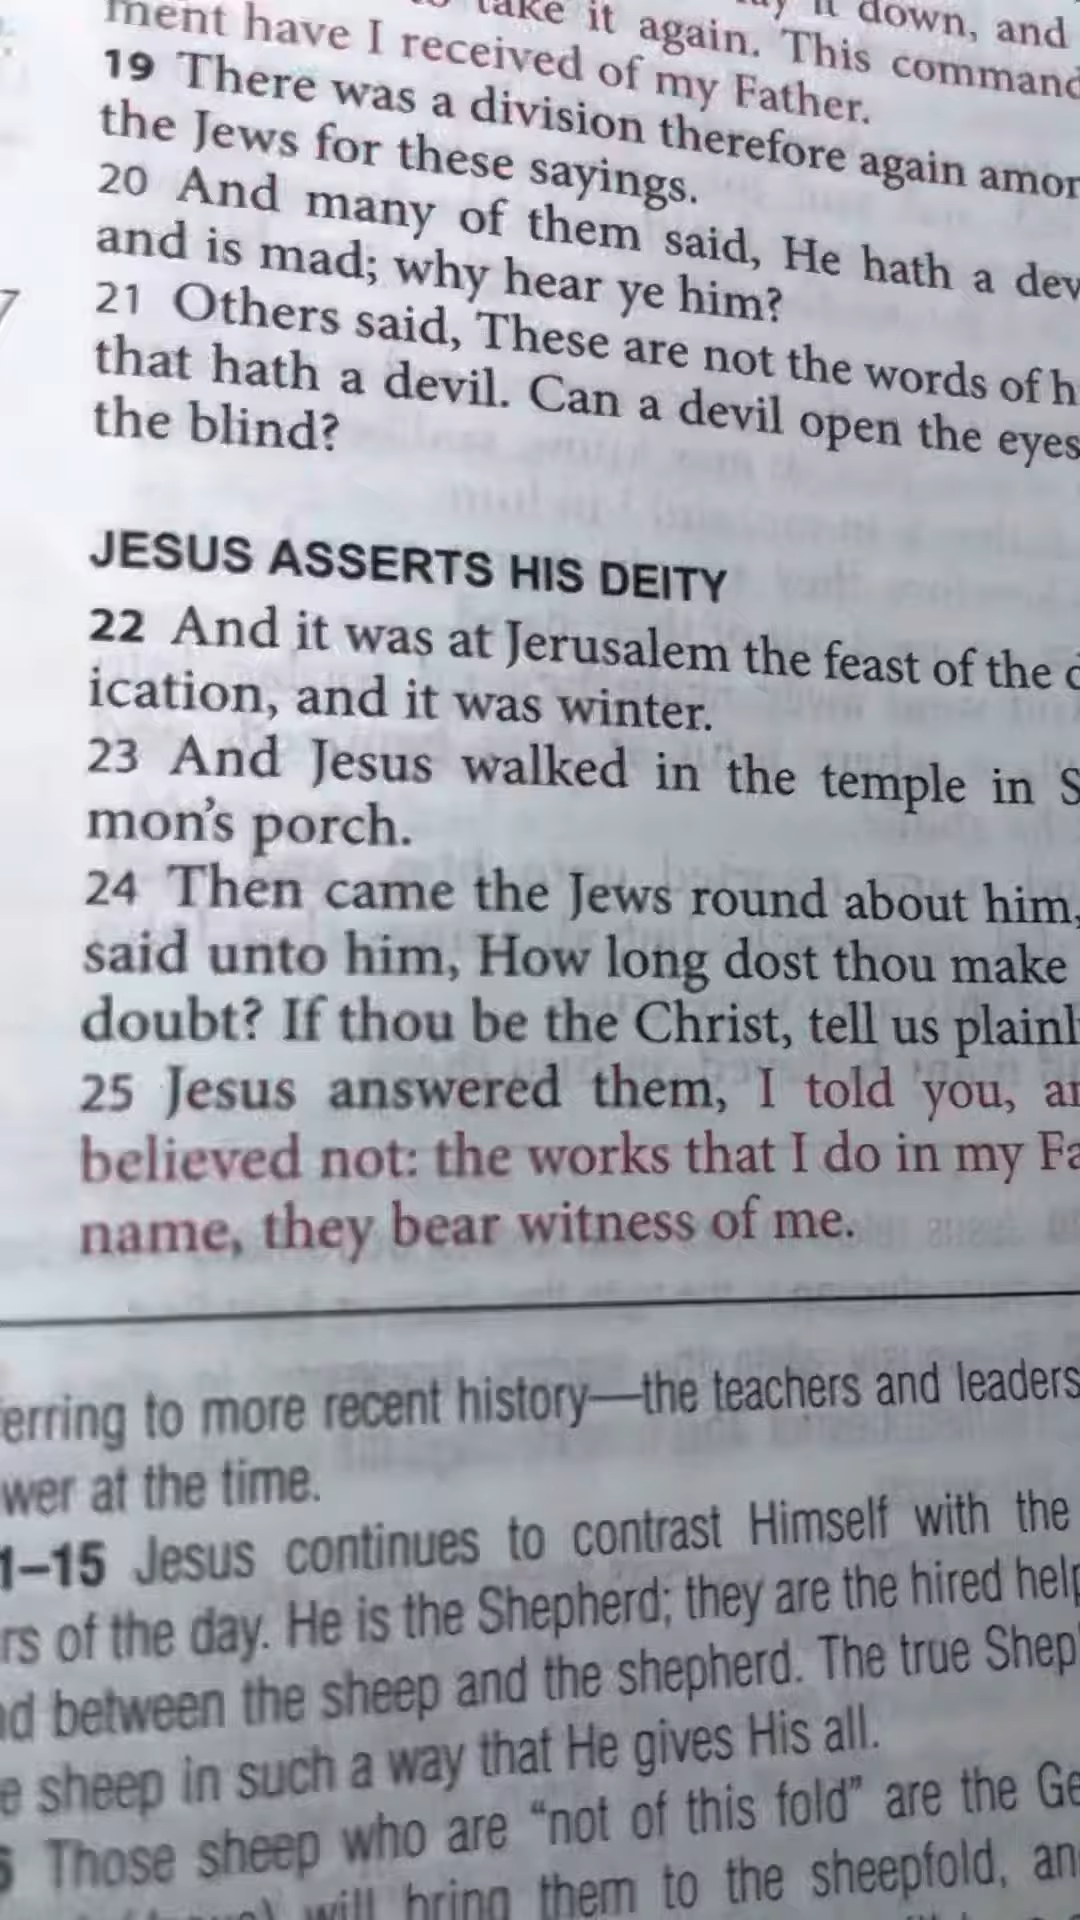 take it again. This command
ment have I received of my Father.
19 There was a division therefore again amon
the Jews for these sayings.
20 And many of them said, He hath a dev
and is mad; why hear ye him?
21 Others said, These are not the words of h
that hath a devil. Can a devil open the eyes
the blind?
JESUS ASSERTS HIS DEITY
22 And it was at Jerusalem the feast of the d
ication, and it was winter.
23 And Jesus walked in the temple in S
mon's porch.
24 Then came the Jews round about him,
said unto him, How long dost thou make
doubt? If thou be the Christ, tell us plainl
25 Jesus answered them, I told you, an
believed not: the works that I do in my Fa
name, they bear witness of me.
erring to more recent history—the teachers and leaders
wer at the time.
1–15 Jesus continues to contrast Himself with the
rs of the day. He is the Shepherd; they are the hired help
d between the sheep and the shepherd. The true Shep
e sheep in such a way that He gives His all.
Those sheep who are “not of this fold” are the Ge
will bring them to the sheepfold, an